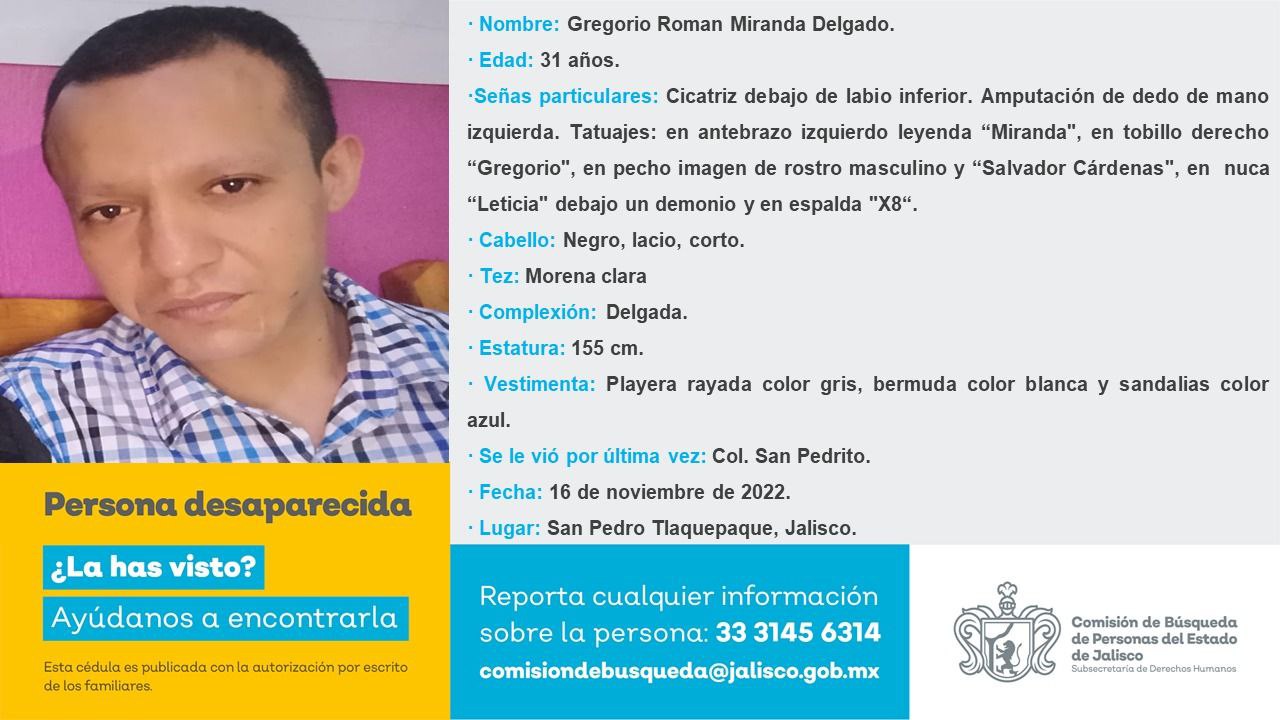 · Nombre: Gregorio Roman Miranda Delgado.
· Edad: 31 años.
·Señas particulares: Cicatriz debajo de labio inferior. Amputación de dedo de mano
izquierda. Tatuajes: en antebrazo izquierdo leyenda “Miranda", en tobillo derecho
“Gregorio", en pecho imagen de rostro masculino y “Salvador Cárdenas", en nuca
“Leticia" debajo un demonio y en espalda "X8“.
· Cabello: Negro, lacio, corto.
· Tez: Morena clara
· Complexión: Delgada.
· Estatura: 155 cm.
· Vestimenta: Playera rayada color gris, bermuda color blanca y sandalias color
azul.
· Se le vió por última vez: Col. San Pedrito.
· Fecha: 16 de noviembre de 2022.
· Lugar: San Pedro Tlaquepaque, Jalisco.
Persona desaparecida
¿La has visto?
Ayúdanos a encontrarla
Esta cédula es publicada con la autorización por escrito
de los familiares.
Reporta cualquier información
sobre la persona: 33 3145 6314
comisiondebusqueda@jalisco.gob.mx
Comisión de Búsqueda
de Personas del Estado
de Jalisco
Subsecretaría de Derechos Humanos